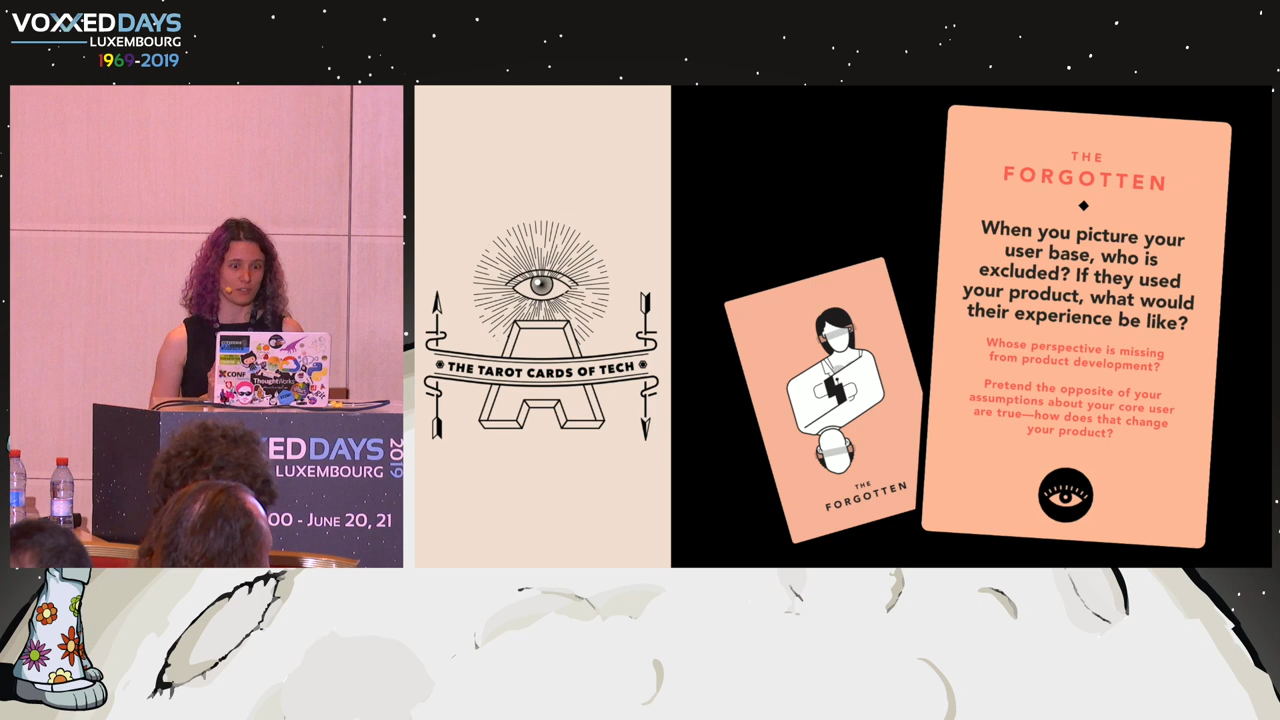 VOXXEDDAYS
LUXEMBOURG
1969-2019
XCONF
ThoughtWorks
XEDDAYS
LUXEMBOURG
2019
00 - JUNE 20, 21
THE TAROT CARDS OF TECH
THE
FORGOTTEN
THE
FORGOTTEN
When you picture your
user base, who is
excluded? If they used
your product, what would
their experience be like?
Whose perspective is missing
from product development?
Pretend the opposite of your
assumptions about your core user
are true—how does that change
your product?